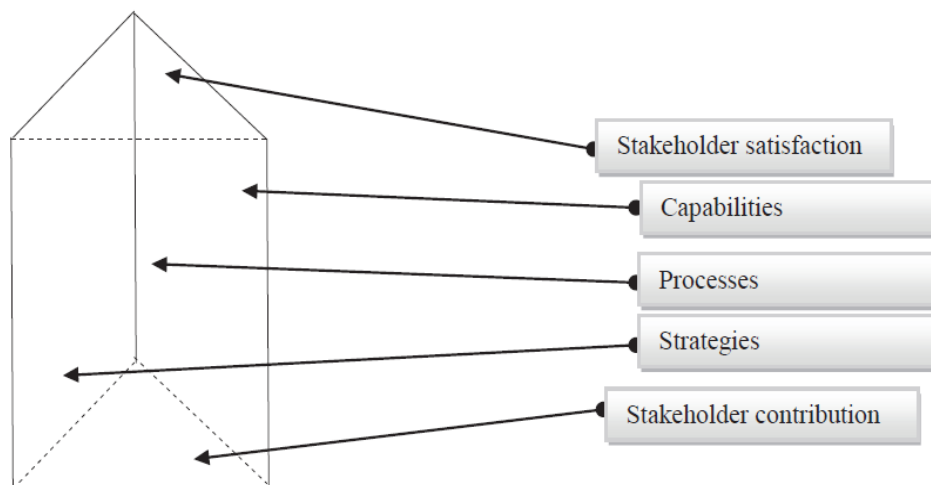 Stakeholder satisfaction
Capabilities
Processes
Strategies
Stakeholder contribution